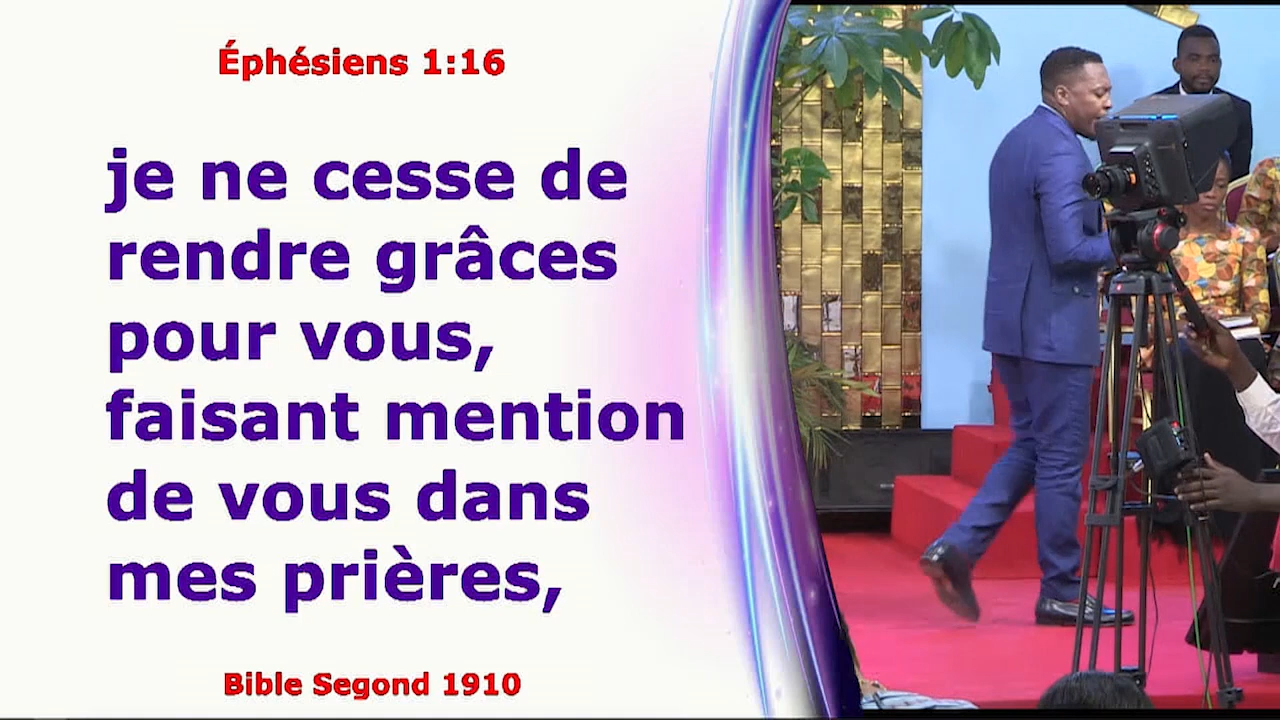 Éphésiens 1:16
je ne cesse de
rendre grâces
pour vous,
faisant mention
de vous dans
mes prières,
Bible Segond 1910